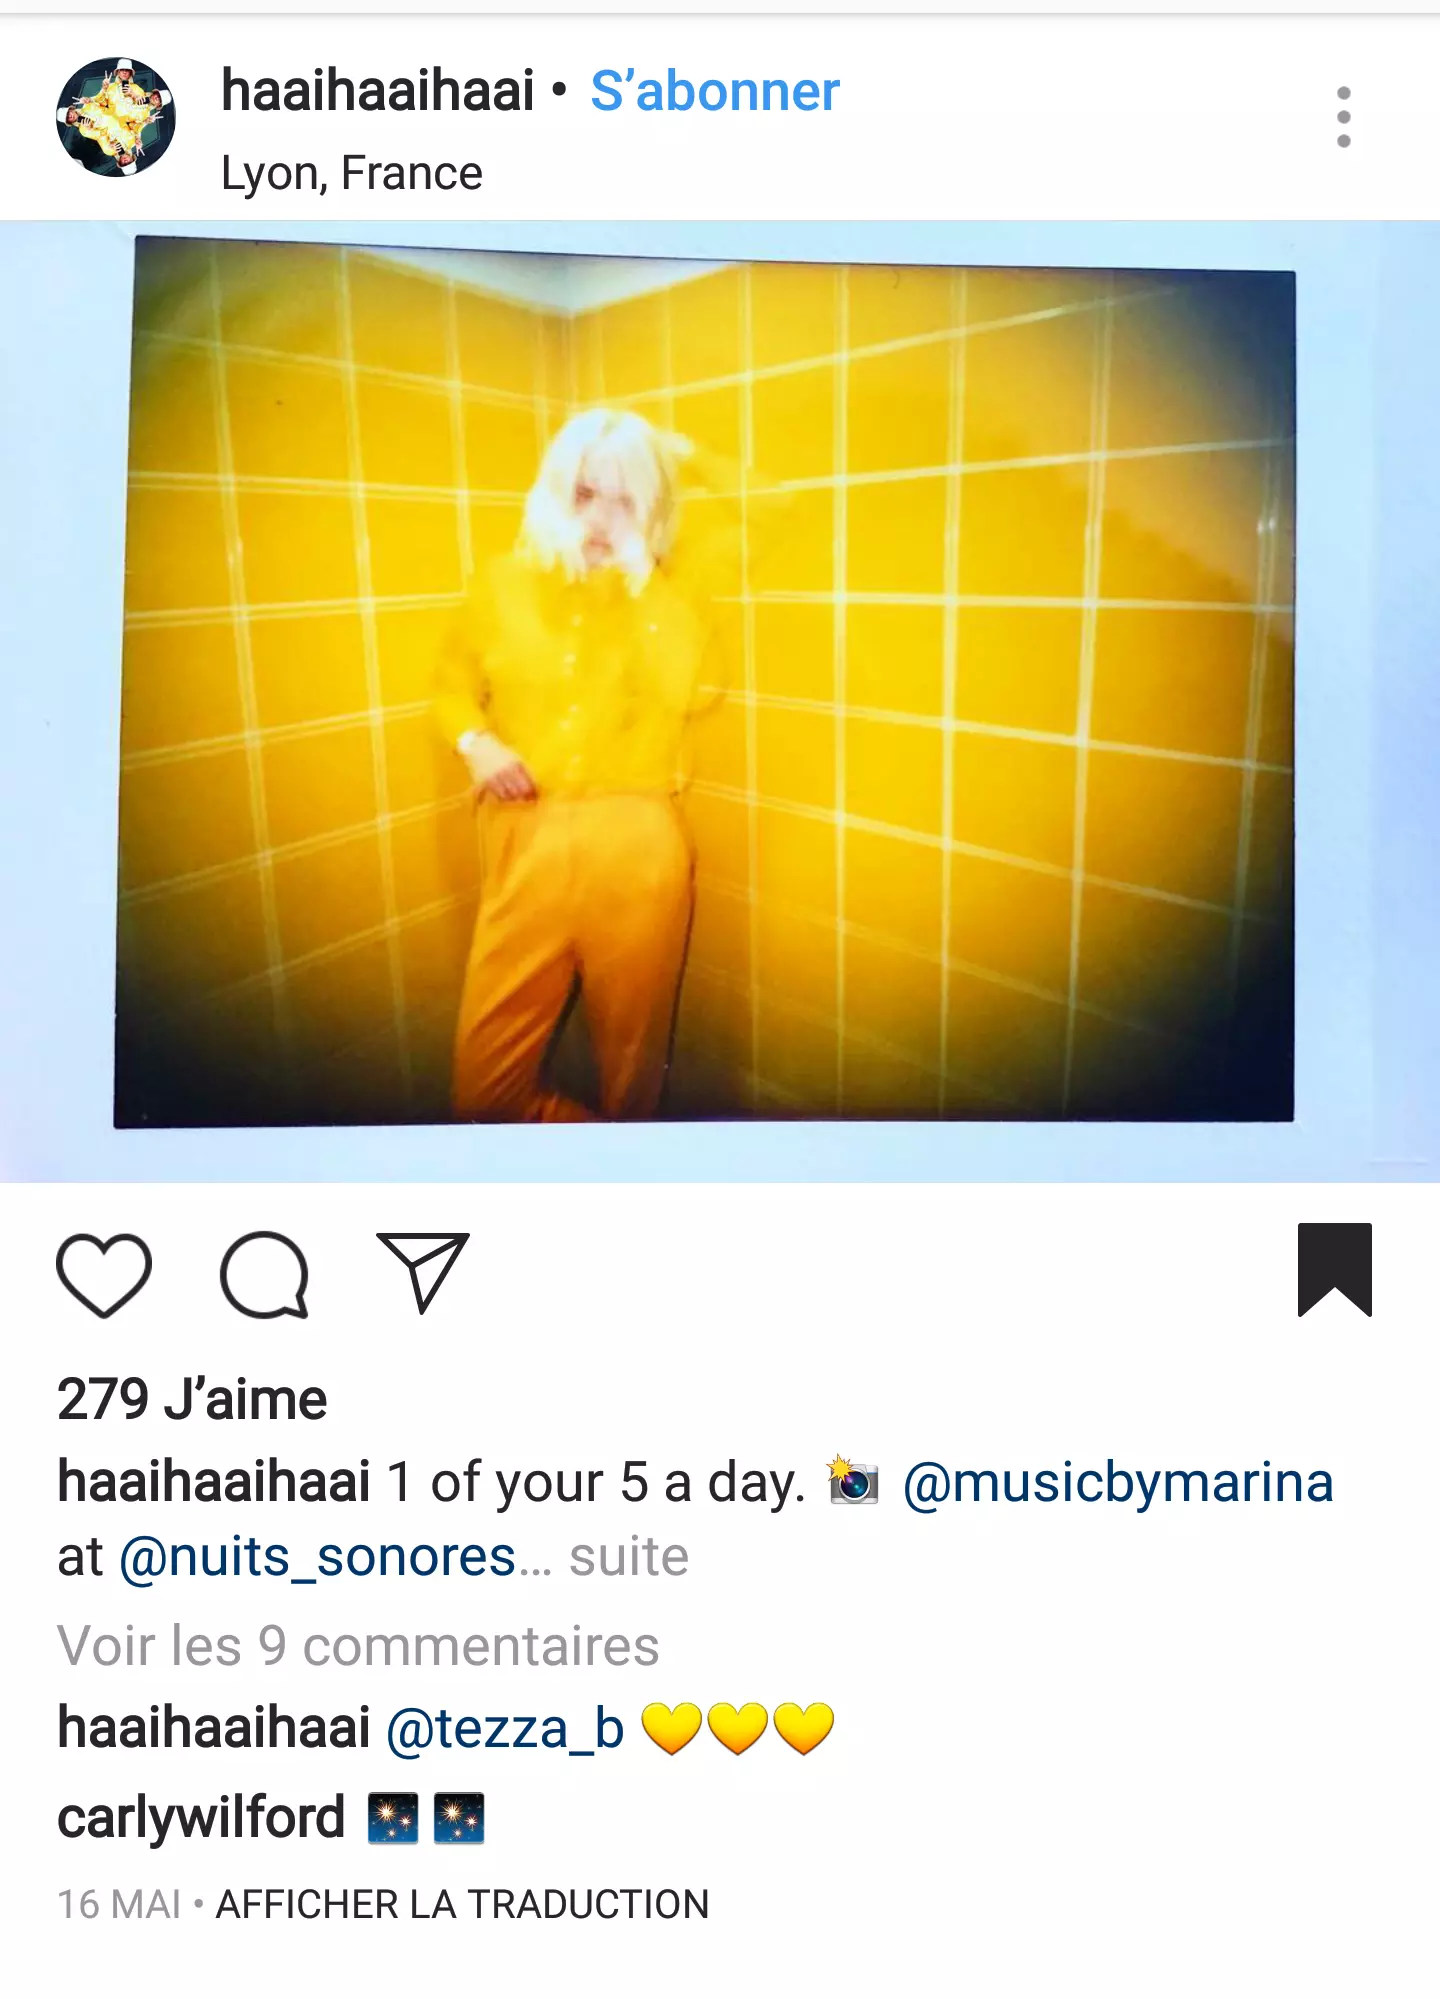 haaihaaihaai • S’abonner
Lyon, France
279 J’aime
haaihaaihaai 1 of your 5 a day. 📸 @musicbymarina
at @nuits_sonores... suite
Voir les 9 commentaires
haaihaaihaai @tezza_b 💛💛💛
carlywilford 🎇🎇
16 MAI • AFFICHER LA TRADUCTION